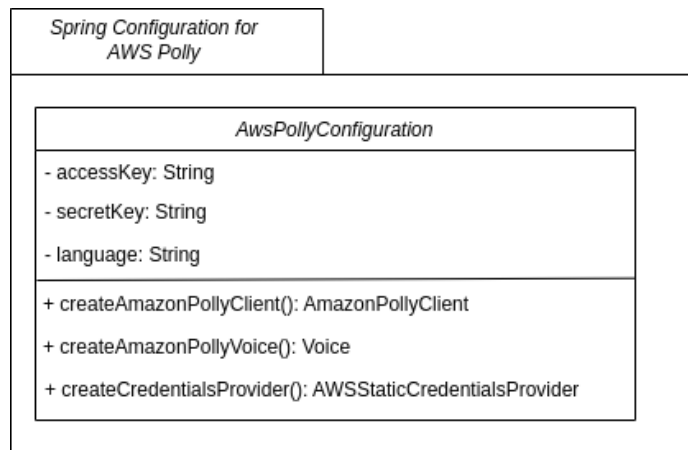 Spring Configuration for
AWS Polly
AwsPollyConfiguration
- accessKey: String
- secretKey: String
- language: String
+ createAmazonPollyClient(): AmazonPollyClient
+ createAmazonPollyVoice(): Voice
+ createCredentialsProvider(): AWSStaticCredentialsProvider